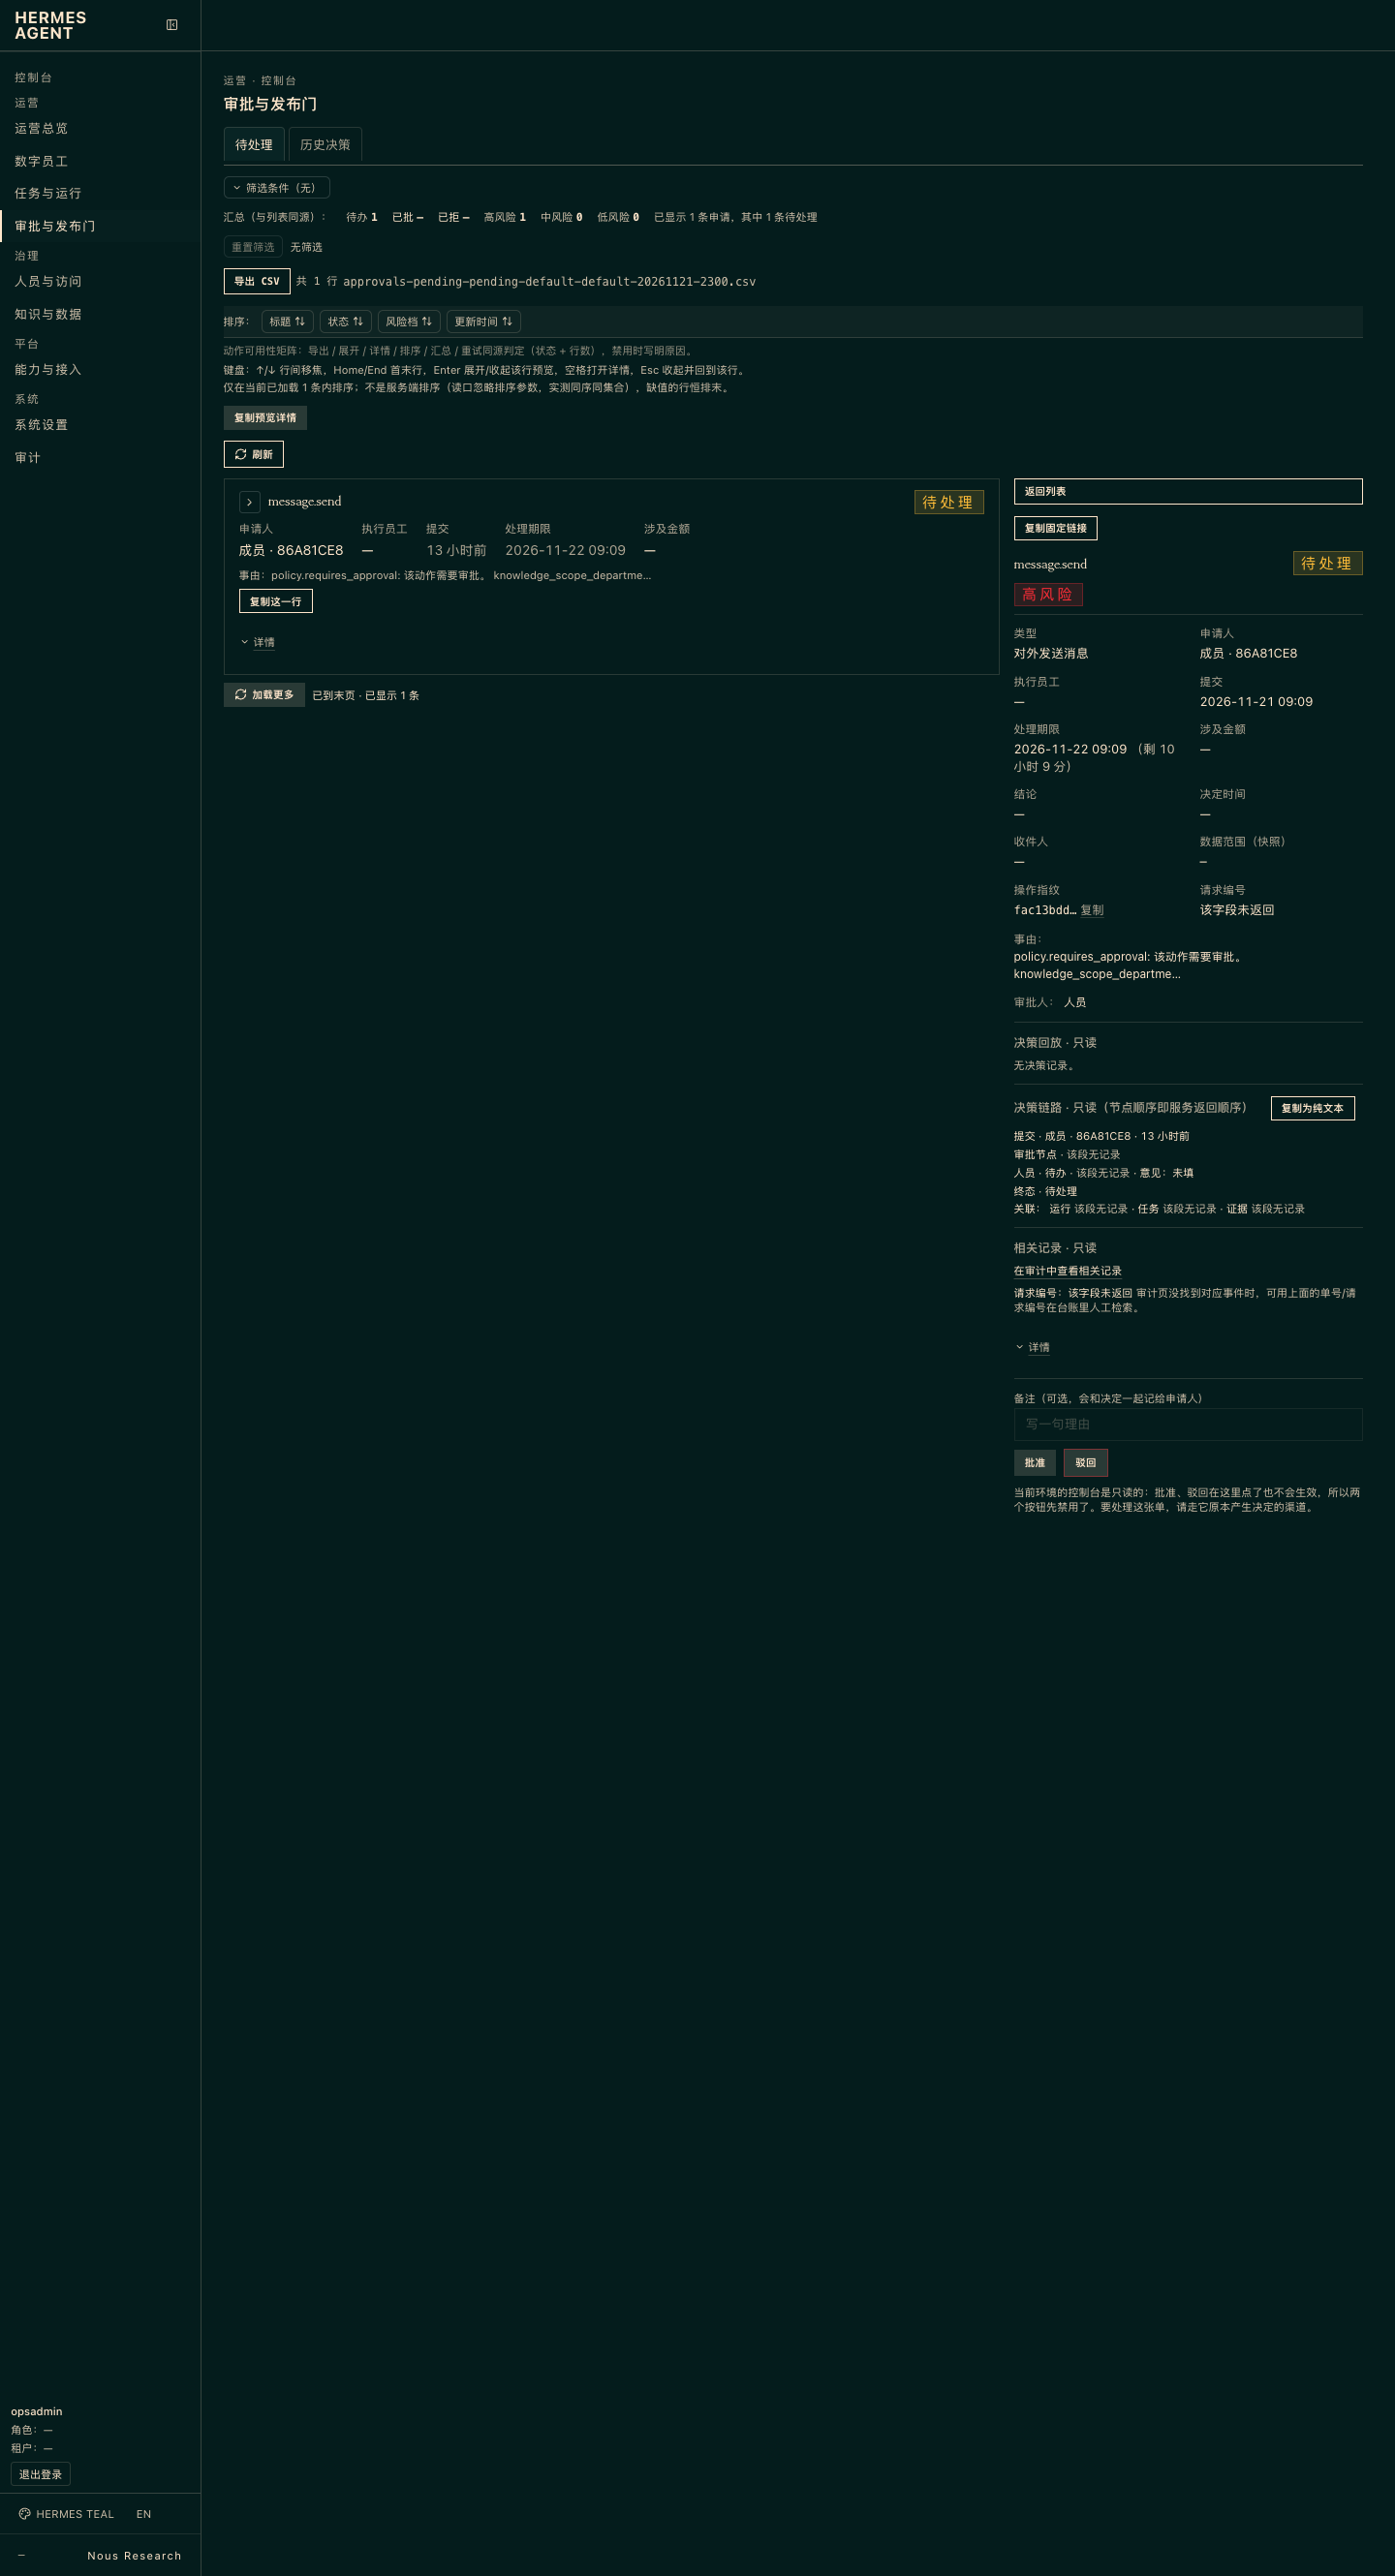 HERMES
AGENT
控制台
运营
运营总览
数字员工
任务与运行
审批与发布门
治理
人员与访问
知识与数据
平台
能力与接入
系统
系统设置
审计
运营 · 控制台
审批与发布门
待处理 历史决策
筛选条件（无）
汇总（与列表同源）： 待办 1 已批 — 已拒 — 高风险 1 中风险 0 低风险 0 已显示 1 条申请，其中 1 条待处理
重置筛选 无筛选
导出 CSV 共 1 行 approvals-pending-pending-default-default-20261121-2300.csv
排序： 标题 ↑↓ 状态 ↑↓ 风险档 ↑↓ 更新时间 ↑↓
动作可用性矩阵：导出 / 展开 / 详情 / 排序 / 汇总 / 重试同源判定（状态 + 行数），禁用时写明原因。
键盘：↑/↓ 行间移焦，Home/End 首末行，Enter 展开/收起该行预览，空格打开详情，Esc 收起并回到该行。
仅在当前已加载 1 条内排序；不是服务端排序（读口忽略排序参数，实测同序同集合），缺值的行恒排末。
复制预览详情
刷新
message.send 待处理
申请人 执行员工 提交 处理期限 涉及金额
成员 · 86A81CE8 — 13 小时前 2026-11-22 09:09 —
事由：policy.requires_approval: 该动作需要审批。 knowledge_scope_departme…
复制这一行
详情
加载更多 已到末页 · 已显示 1 条
返回列表
复制固定链接
message.send 待处理
高风险
类型 申请人
对外发送消息 成员 · 86A81CE8
执行员工 提交
— 2026-11-21 09:09
处理期限 涉及金额
2026-11-22 09:09 （剩 10 —
小时 9 分）
结论 决定时间
— —
收件人 数据范围（快照）
— —
操作指纹 请求编号
fac13bdd… 复制 该字段未返回
事由：
policy.requires_approval: 该动作需要审批。
knowledge_scope_departme…
审批人： 人员
决策回放 · 只读
无决策记录。
决策链路 · 只读（节点顺序即服务返回顺序） 复制为纯文本
提交 · 成员 · 86A81CE8 · 13 小时前
审批节点 · 该段无记录
人员 · 待办 · 该段无记录 · 意见：未填
终态 · 待处理
关联： 运行 该段无记录 · 任务 该段无记录 · 证据 该段无记录
相关记录 · 只读
在审计中查看相关记录
请求编号：该字段未返回 审计页没找到对应事件时，可用上面的单号/请
求编号在台账里人工检索。
详情
备注（可选，会和决定一起记给申请人）
写一句理由
批准 驳回
当前环境的控制台是只读的：批准、驳回在这里点了也不会生效，所以两
个按钮先禁用了。要处理这张单，请走它原本产生决定的渠道。
opsadmin
角色：—
租户：—
退出登录
HERMES TEAL EN
— Nous Research